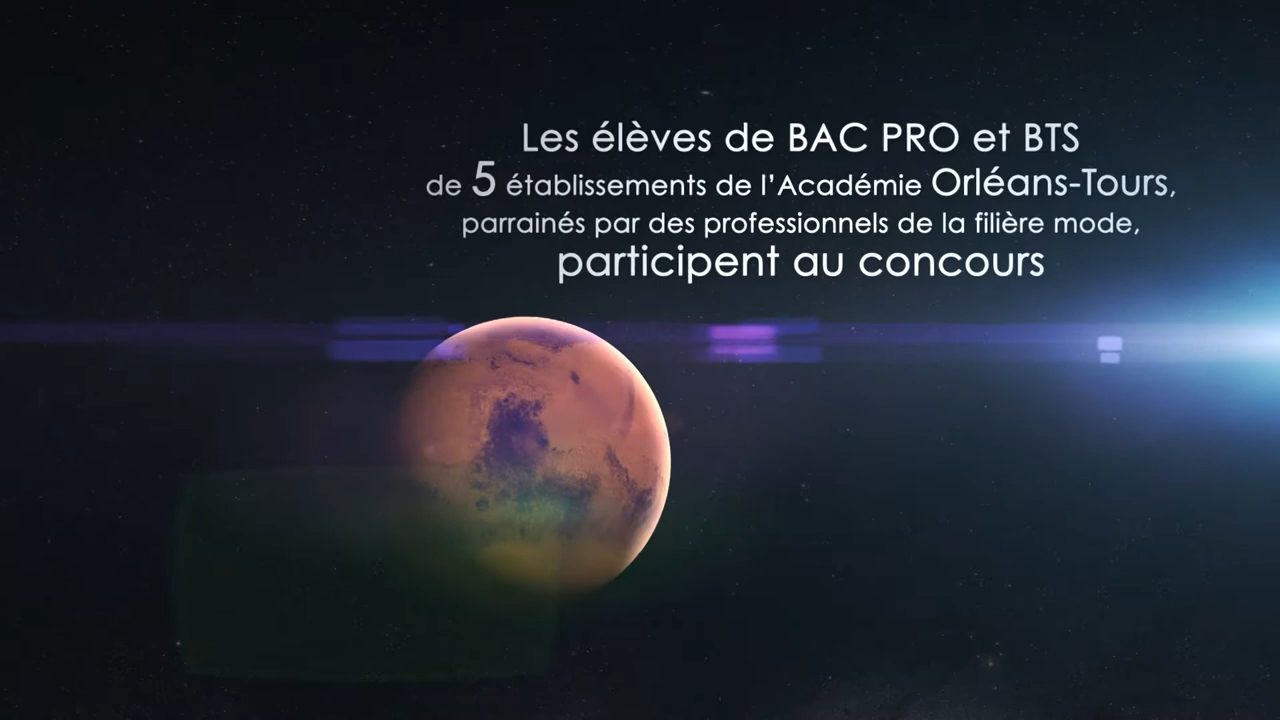 Les élèves de BAC PRO et BTS
de 5 établissements de l'Académie Orléans-Tours,
parrainés par des professionnels de la filière mode,
participent au concours